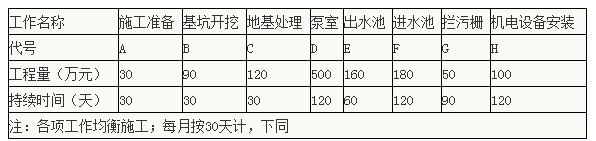 工作名称 施工准备 基坑开挖 地基处理 泵室 出水池 进水池 拦污栅 机电设备安装
代号 A B C D E F G H
工程量（万元） 30 90 120 500 160 180 50 100
持续时间（天） 30 30 30 120 60 120 90 120
注：各项工作均衡施工；每月按30天计，下同